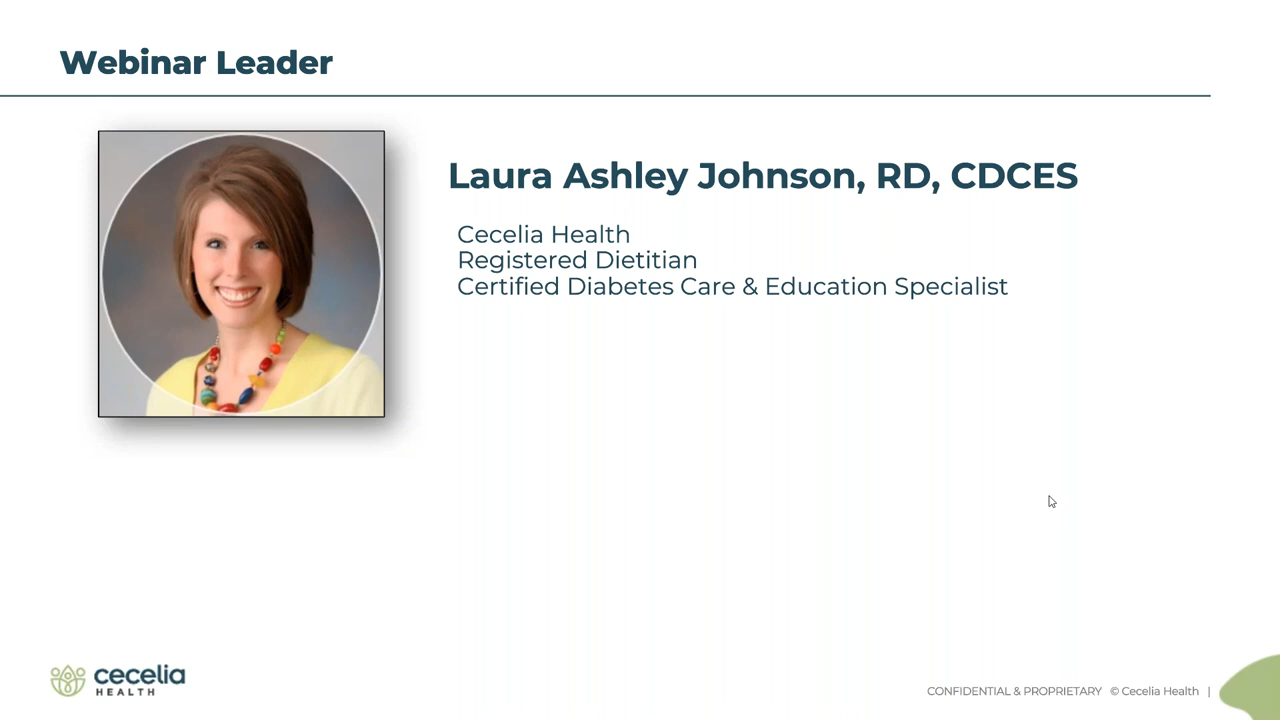 Webinar Leader
Laura Ashley Johnson, RD, CDCES
Cecelia Health
Registered Dietitian
Certified Diabetes Care & Education Specialist
cecelia
HEALTH
CONFIDENTIAL & PROPRIETARY © Cecelia Health |